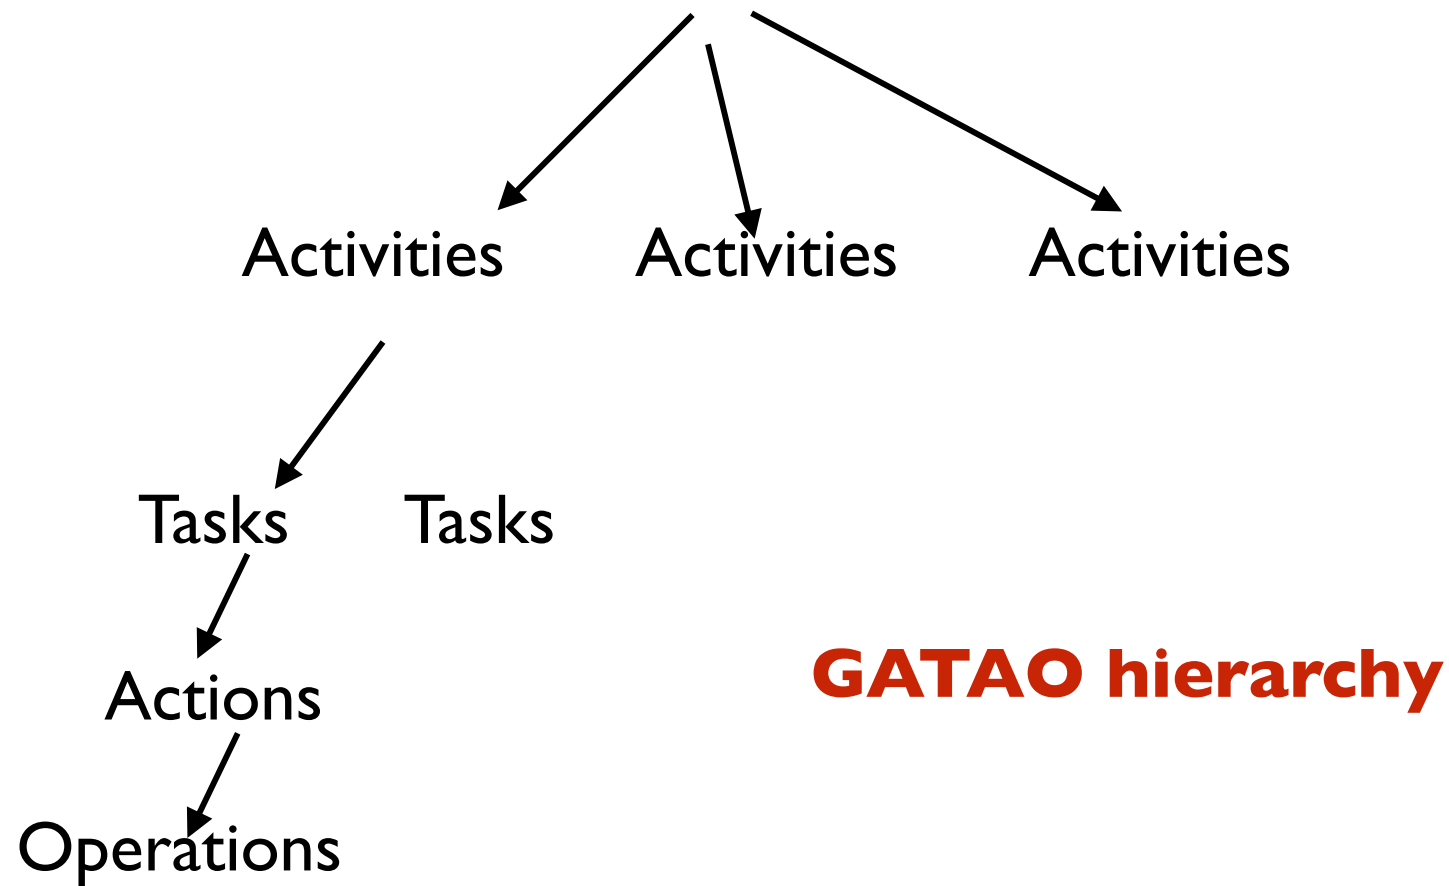 Activities Activities Activities
Tasks Tasks
GATAO hierarchy
Actions
Operations